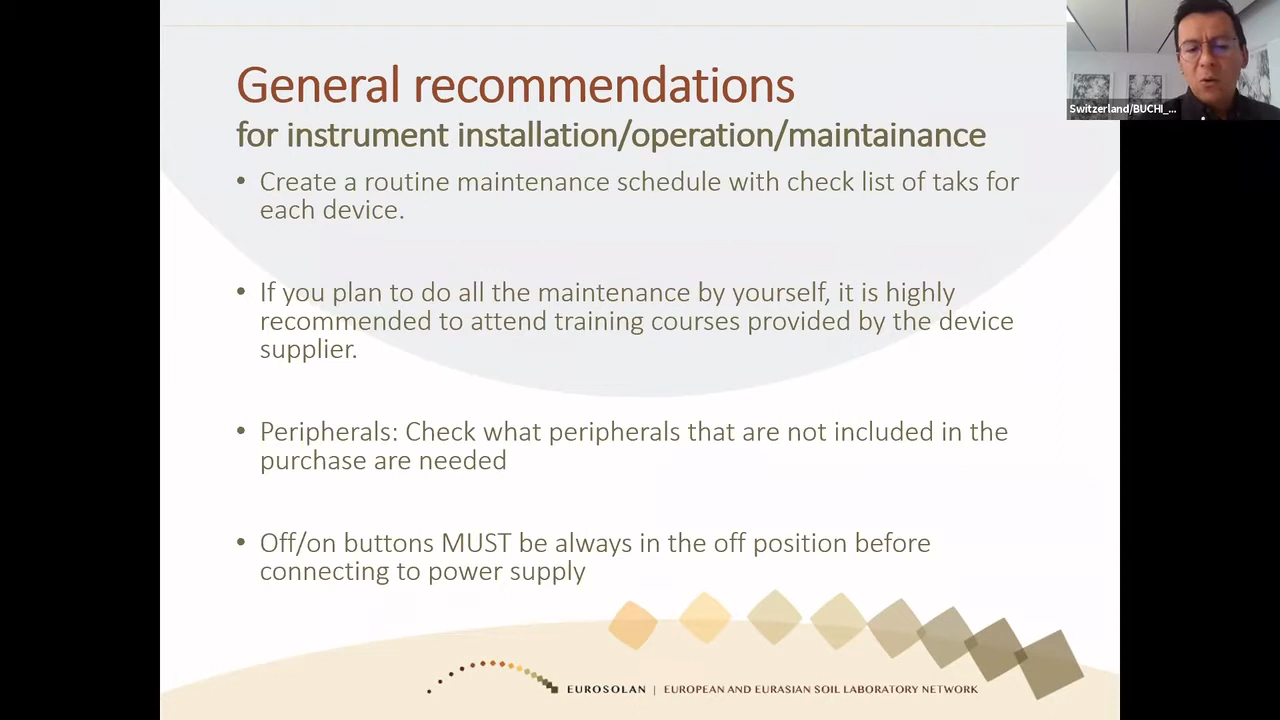 General recommendations
for instrument installation/operation/maintainance
• Create a routine maintenance schedule with check list of taks for
each device.
• If you plan to do all the maintenance by yourself, it is highly
recommended to attend training courses provided by the device
supplier.
• Peripherals: Check what peripherals that are not included in the
purchase are needed
• Off/on buttons MUST be always in the off position before
connecting to power supply
EUROSOLAN | EUROPEAN AND EURASIAN SOIL LABORATORY NETWORK
Switzerland/BUCHI_...